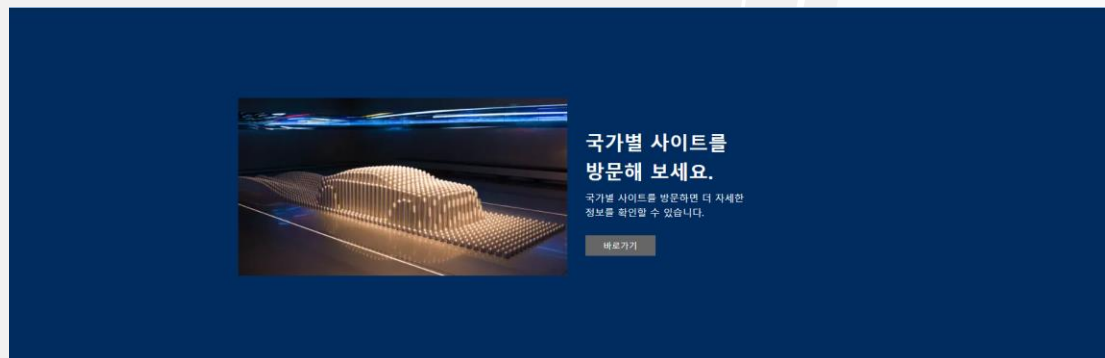 국가별 사이트를
방문해 보세요.
국가별 사이트를 방문하면 더 자세한
정보를 확인할 수 있습니다.
바로가기